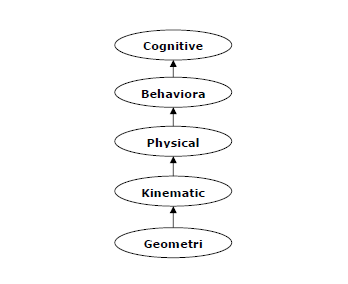 Cognitive
Behaviora
Physical
Kinematic
Geometri